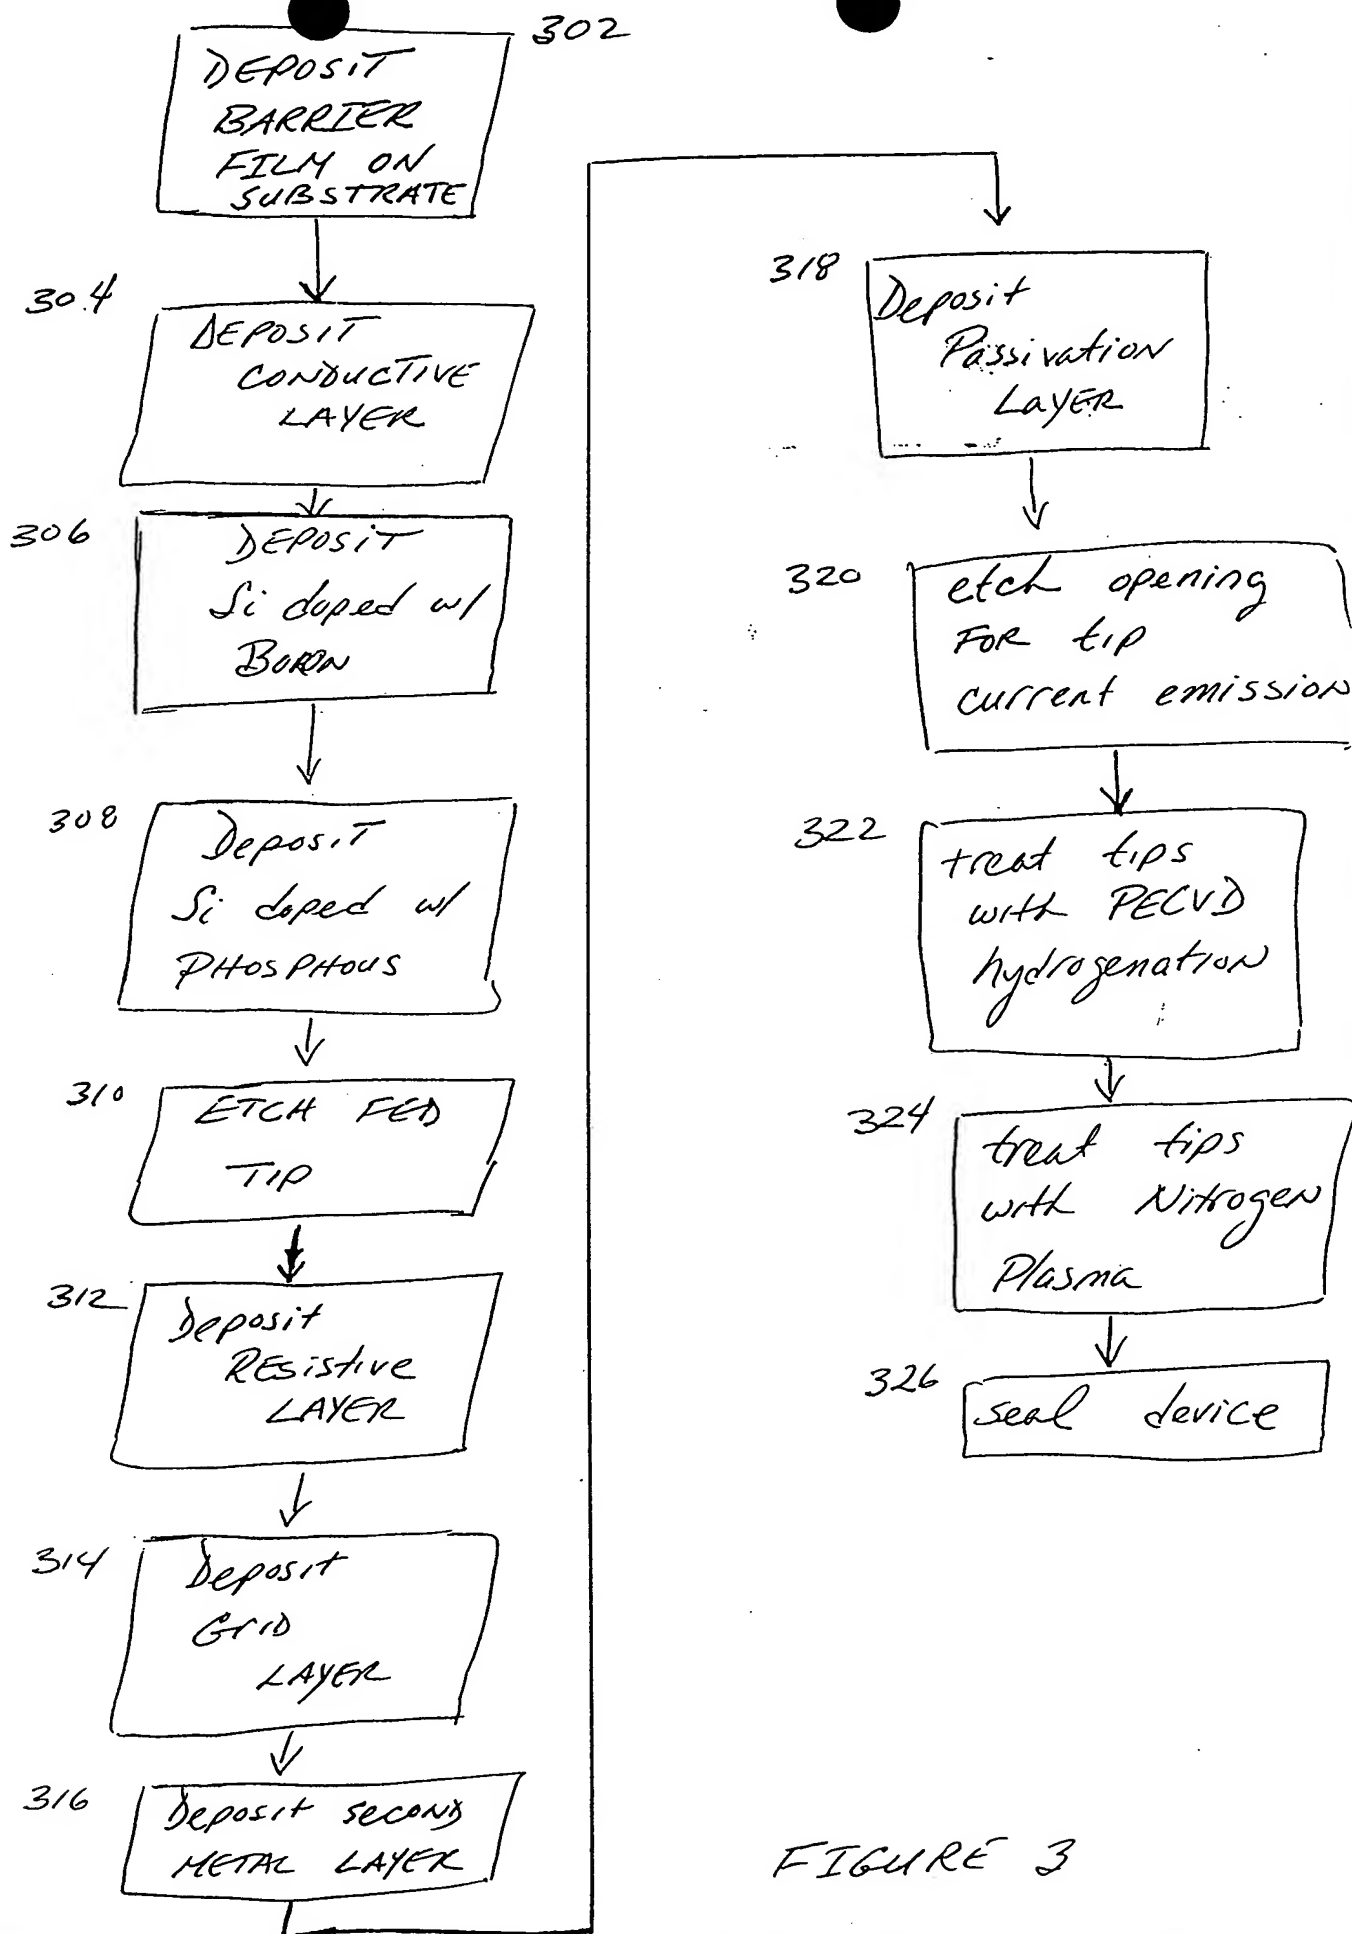 302
DEPOSIT
BARRIER
FILM ON
SUBSTRATE
304
DEPOSIT
CONDUCTIVE
LAYER
306
DEPOSIT
Si doped w/
BORON
308
Deposit
Si doped w/
PHOSPHOUS
310
ETCH FED
TIP
312
Deposit
RESistive
LAYER
314
Deposit
GriD
LAYER
316
Deposit SECOND
METAL LAYER
318
Deposit
Passivation
LAYER
320
etch opening
FOR tip
current emission
322
treat tips
with PECVD
hydrogenation
324
treat tips
with Nitrogen
Plasma
326
seal device
FIGURE 3